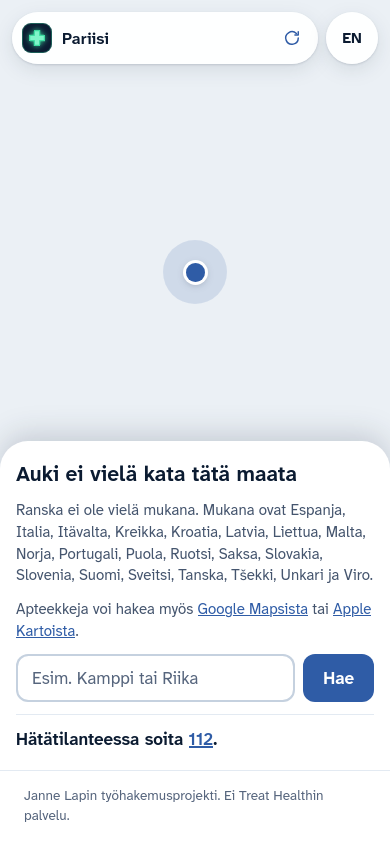 Pariisi
EN
Auki ei vielä kata tätä maata
Ranska ei ole vielä mukana. Mukana ovat Espanja,
Italia, Itävalta, Kreikka, Kroatia, Latvia, Liettua, Malta,
Norja, Portugali, Puola, Ruotsi, Saksa, Slovakia,
Slovenia, Suomi, Sveitsi, Tanska, Tšekki, Unkari ja Viro.
Apteekkeja voi hakea myös Google Mapsista tai Apple
Kartoista.
Esim. Kamppi tai Riika
Hae
Hätätilanteessa soita 112.
Janne Lapin työhakemusprojekti. Ei Treat Healthin
palvelu.